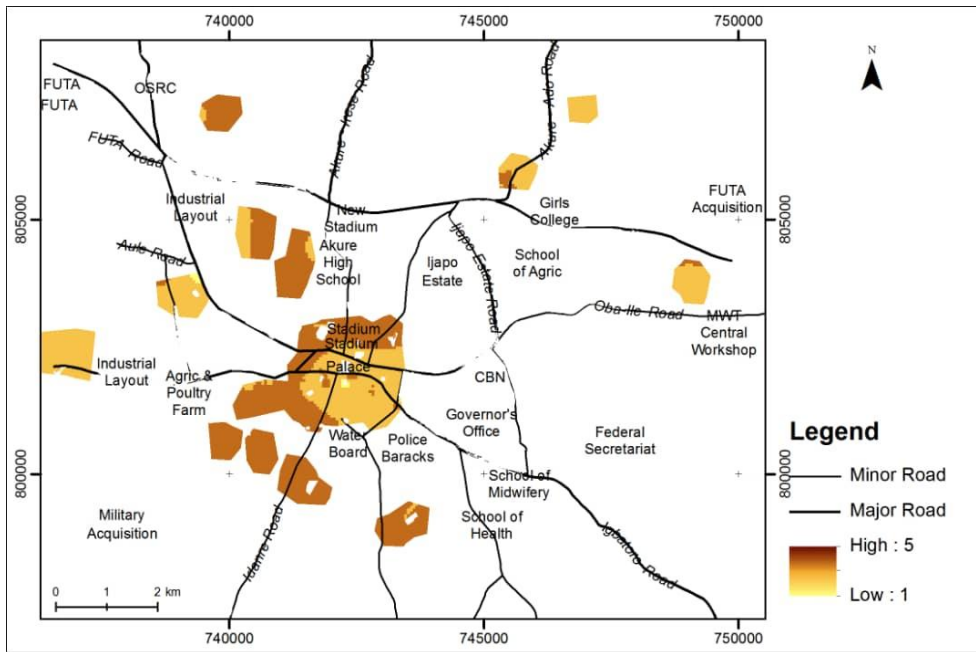 740000
745000
750000
N
FUTA
FUTA
OSRC
FUTA Road
Akure - Irese Road
Akure - Ado Road
805000
805000
Industrial
Layout
New
Stadium
Akure
High
School
Girls
College
FUTA
Acquisition
Aule Road
Ijapo
Estate
Ijapo Estate Road
School
of Agric
Oba-Ile Road
MWT
Central
Workshop
Stadium
Stadium
Palace
Industrial
Layout
Agric &
Poultry
Farm
CBN
Water
Board
Police
Baracks
Governor's
Office
Federal
Secretariat
800000
800000
School of
Midwifery
School of
Health
Military
Acquisition
Idanre Road
Igbatoro Road
0 1 2 km
Legend
Minor Road
Major Road
High : 5
Low : 1
740000
745000
750000